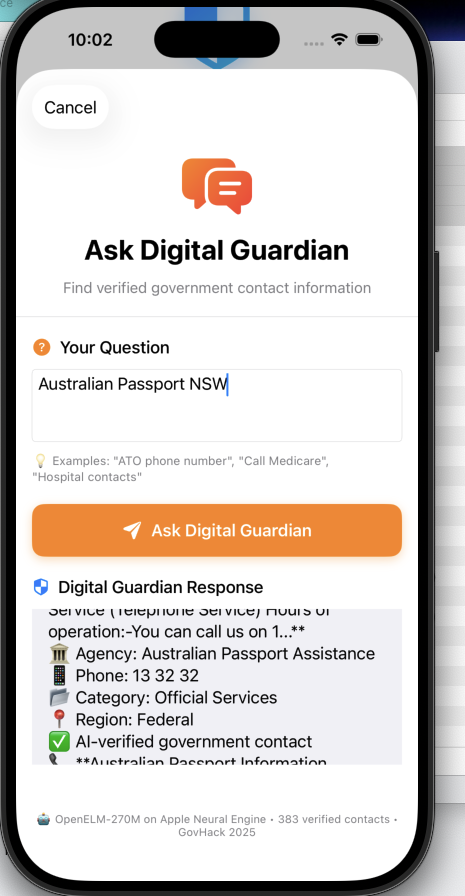 10:02
Cancel
Ask Digital Guardian
Find verified government contact information
? Your Question
Australian Passport NSW
💡 Examples: "ATO phone number", "Call Medicare",
"Hospital contacts"
Ask Digital Guardian
Digital Guardian Response
Service (Telephone Service) Hours of
operation:-You can call us on 1...**
🏛️ Agency: Australian Passport Assistance
📱 Phone: 13 32 32
📂 Category: Official Services
📍 Region: Federal
✅ AI-verified government contact
📞 **Australian Passport Information
🤖 OpenELM-270M on Apple Neural Engine • 383 verified contacts •
GovHack 2025